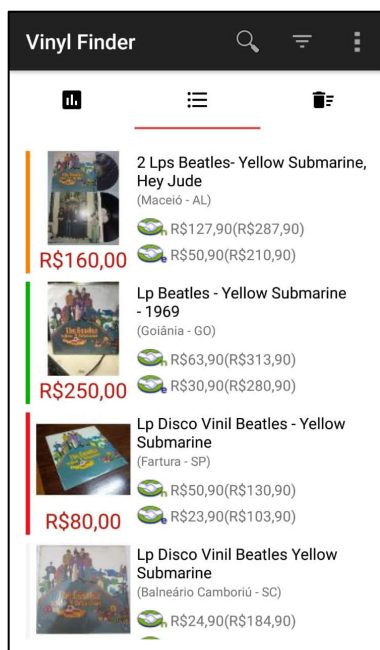 Vinyl Finder
2 Lps Beatles- Yellow Submarine,
Hey Jude
(Maceió - AL)
n R$127,90(R$287,90)
e R$50,90(R$210,90)
R$160,00
Lp Beatles - Yellow Submarine
- 1969
(Goiânia - GO)
n R$63,90(R$313,90)
e R$30,90(R$280,90)
R$250,00
Lp Disco Vinil Beatles - Yellow
Submarine
(Fartura - SP)
n R$50,90(R$130,90)
e R$23,90(R$103,90)
R$80,00
Lp Disco Vinil Beatles Yellow
Submarine
(Balneário Camboriú - SC)
n R$24,90(R$184,90)